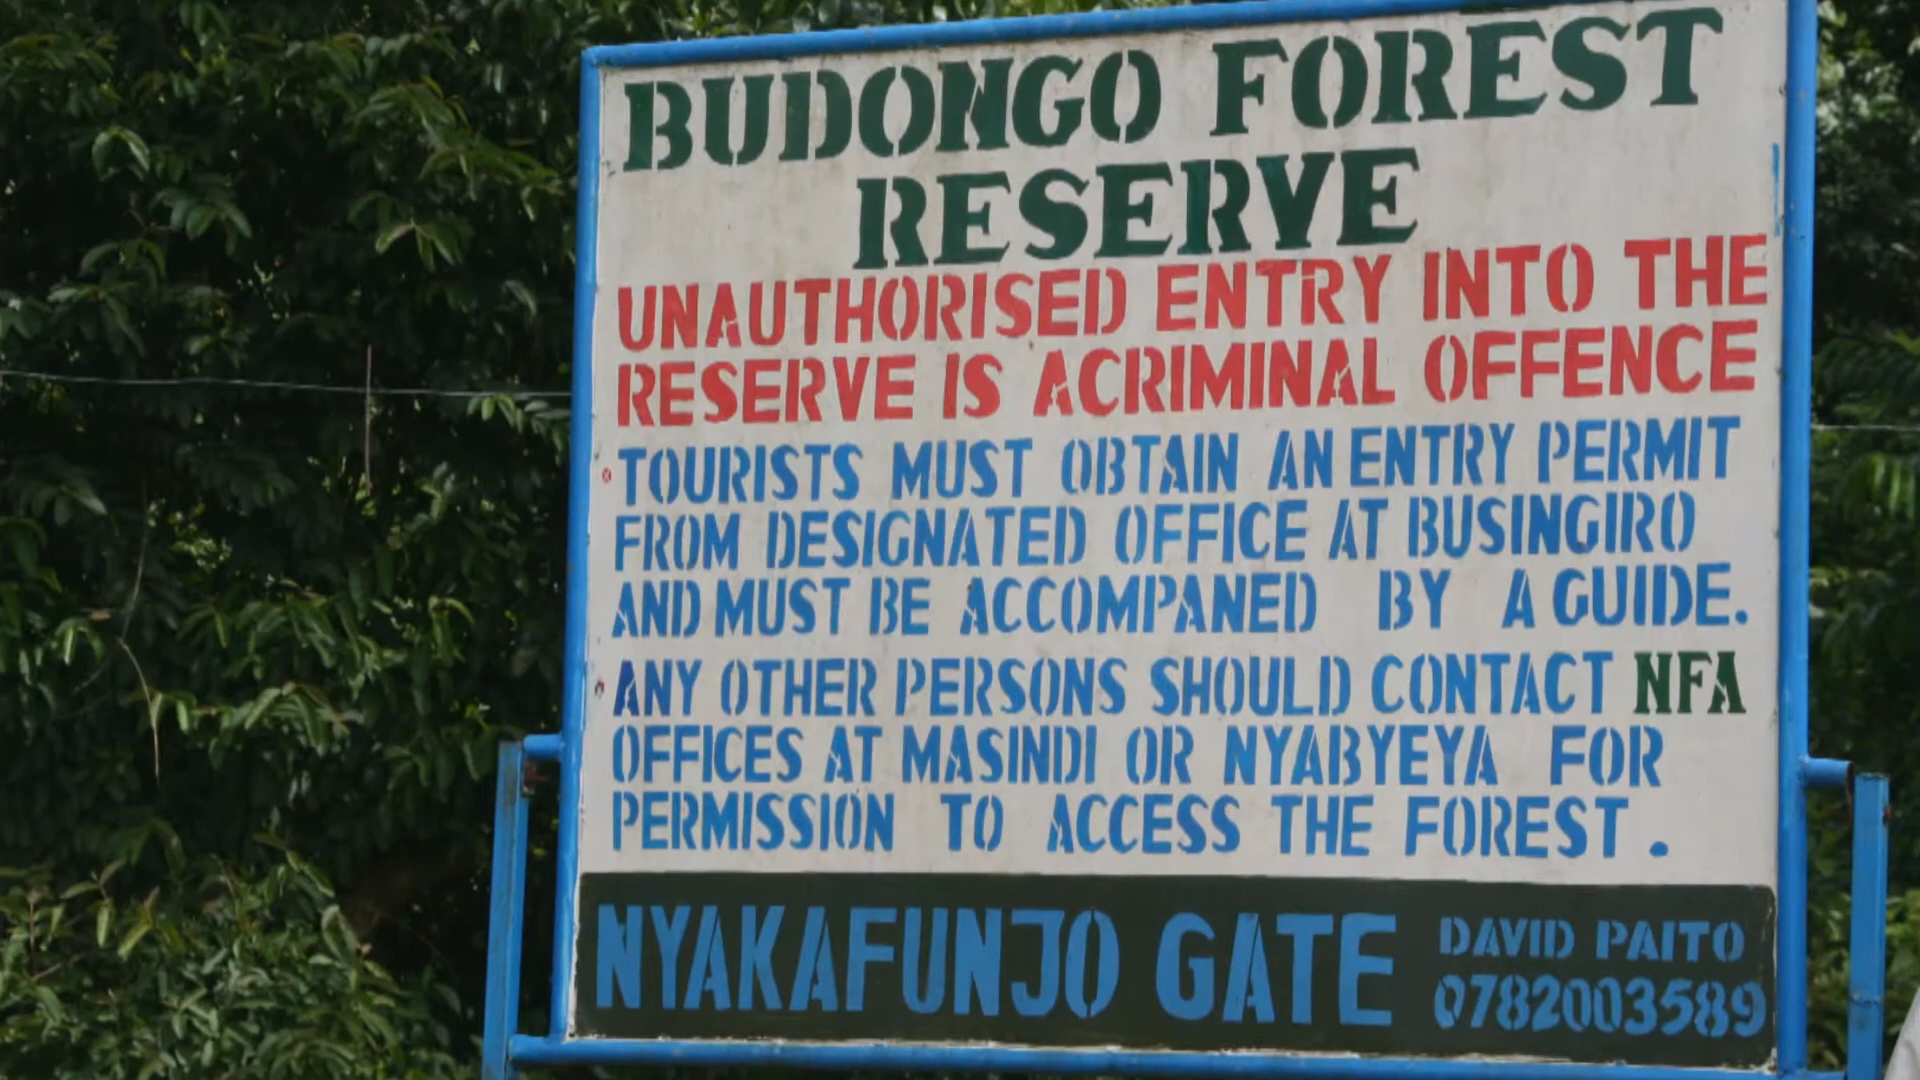 BUDONGO FOREST
RESERVE
UNAUTHORISED ENTRY INTO THE
RESERVE IS ACRIMINAL OFFENCE
TOURISTS MUST OBTAIN AN ENTRY PERMIT
FROM DESIGNATED OFFICE AT BUSINGIRO
AND MUST BE ACCOMPANED BY A GUIDE.
ANY OTHER PERSONS SHOULD CONTACT NFA
OFFICES AT MASINDI OR NYABYEYA FOR
PERMISSION TO ACCESS THE FOREST.
NYAKAFUNJO GATE
DAVID PAITO
0782003589